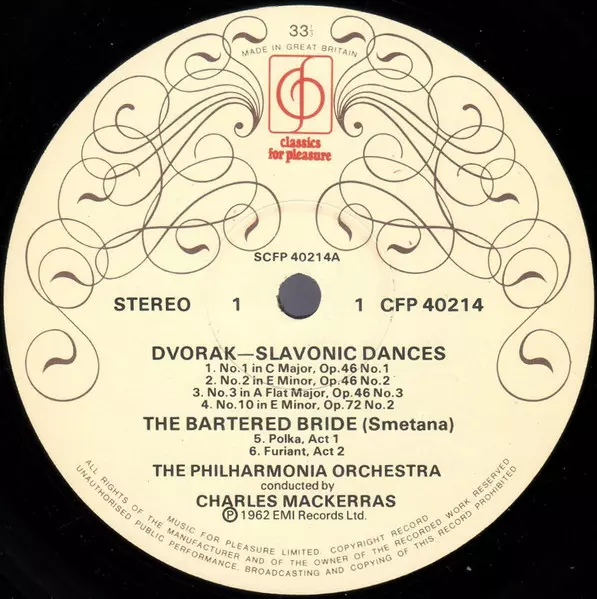 33⅓
MADE IN GREAT BRITAIN
classics
for pleasure
SCFP 40214A
STEREO 1 1 CFP 40214
DVORAK—SLAVONIC DANCES
1. No.1 in C Major, Op.46 No.1
2. No.2 in E Minor, Op.46 No.2
3. No.3 in A Flat Major, Op.46 No.3
4. No.10 in E Minor, Op.72 No.2
THE BARTERED BRIDE (Smetana)
5. Polka, Act 1
6. Furiant, Act 2
THE PHILHARMONIA ORCHESTRA
conducted by
CHARLES MACKERRAS
Ⓟ 1962 EMI Records Ltd.
MUSIC FOR PLEASURE LIMITED. COPYRIGHT RECORD
ALL RIGHTS OF THE MANUFACTURER AND OF THE OWNER OF THE RECORDED WORK RESERVED
UNAUTHORISED PUBLIC PERFORMANCE, BROADCASTING AND COPYING OF THIS RECORD PROHIBITED